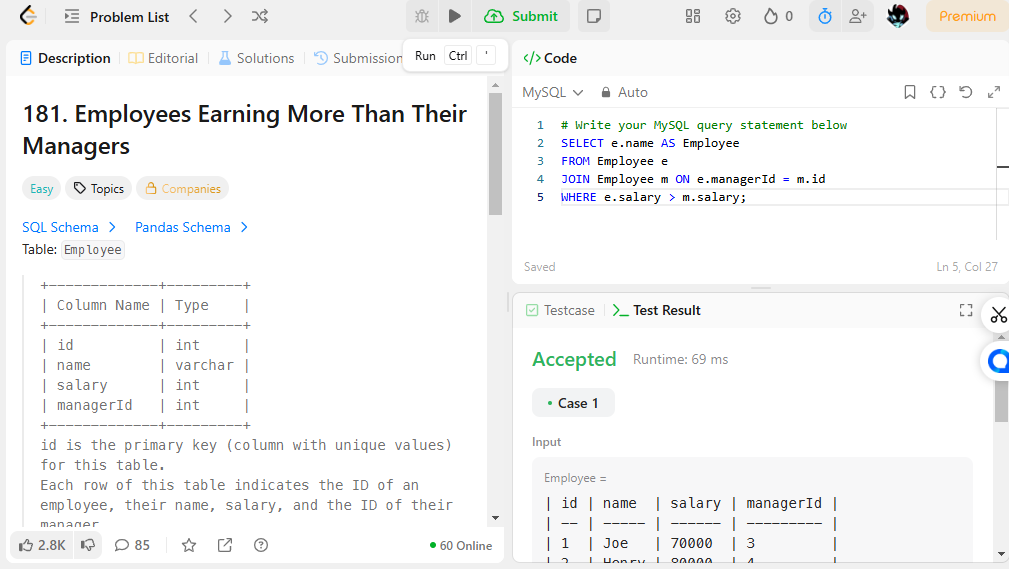 Problem List
Submit
0
Premium
Description
Editorial
Solutions
Submission
Run Ctrl '
</> Code
MySQL
Auto
181. Employees Earning More Than Their
Managers
Easy
Topics
Companies
SQL Schema
Pandas Schema
Table: Employee
+-------------+---------+
| Column Name | Type    |
+-------------+---------+
| id          | int     |
| name        | varchar |
| salary      | int     |
| managerId   | int     |
+-------------+---------+
id is the primary key (column with unique values)
for this table.
Each row of this table indicates the ID of an
employee, their name, salary, and the ID of their
manager
2.8K
85
60 Online
1 # Write your MySQL query statement below
2 SELECT e.name AS Employee
3 FROM Employee e
4 JOIN Employee m ON e.managerId = m.id
5 WHERE e.salary > m.salary;
Saved
Ln 5, Col 27
Testcase
Test Result
Accepted
Runtime: 69 ms
• Case 1
Input
Employee =
| id | name  | salary | managerId |
| -- | ----- | ------ | --------- |
| 1  | Joe   | 70000  | 3         |
| 2  | Henry | 80000  | 4         |